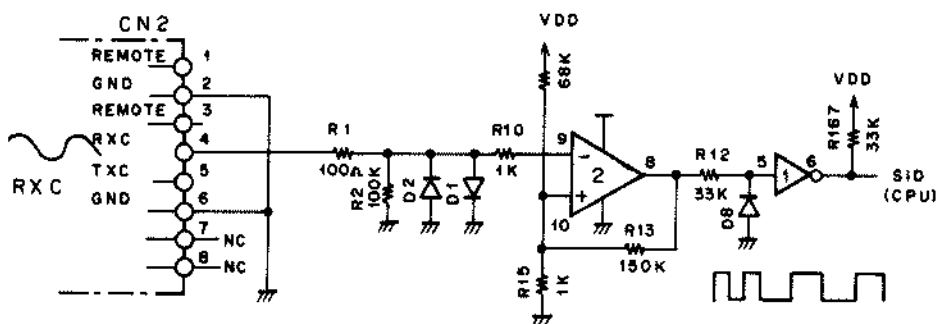 CN2
REMOTE 1
GND 2
REMOTE 3
RXC 4
TXC 5
GND 6
7 NC
8 NC
RXC
R1
100Ω
R2
100K
D2
D1
R10
1K
VDD
68K
9
-
2
+
10
8
R13
150K
R15
1K
R12
33K
D8
5
1
6
VDD
R167
33K
SID
(CPU)